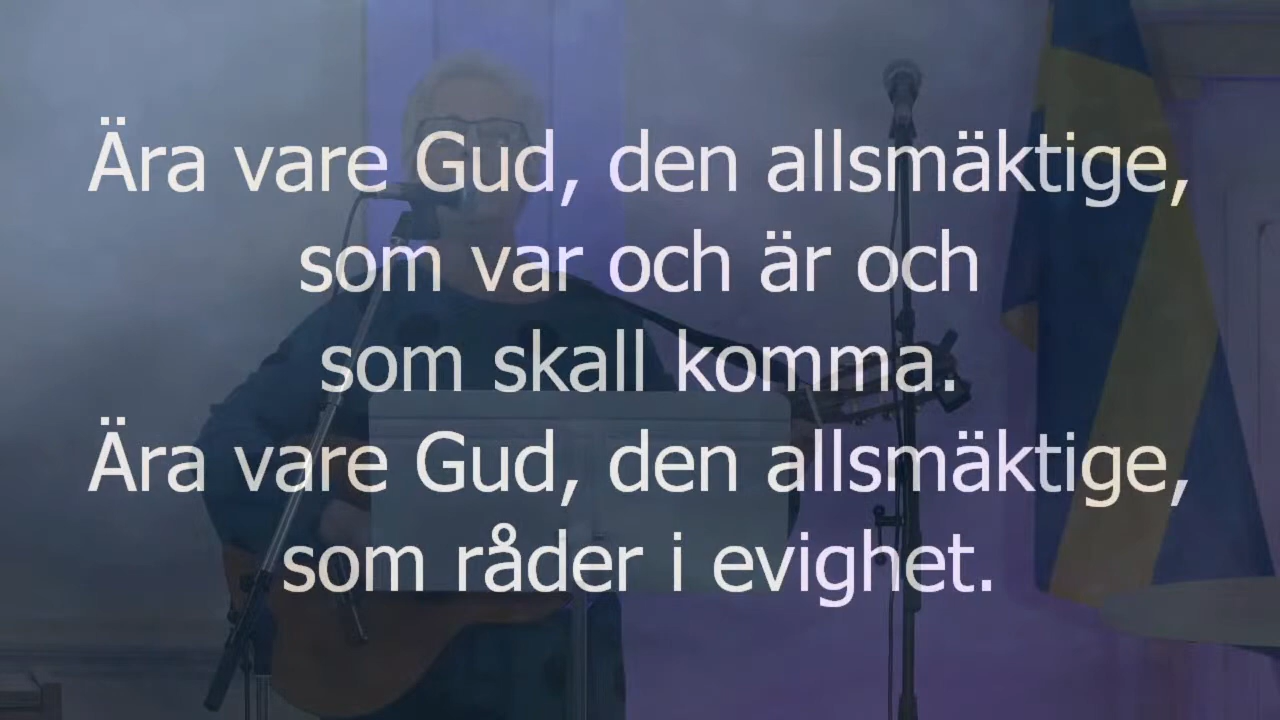 Ära vare Gud, den allsmäktige,
som var och är och
som skall komma.
Ära vare Gud, den allsmäktige,
som råder i evighet.